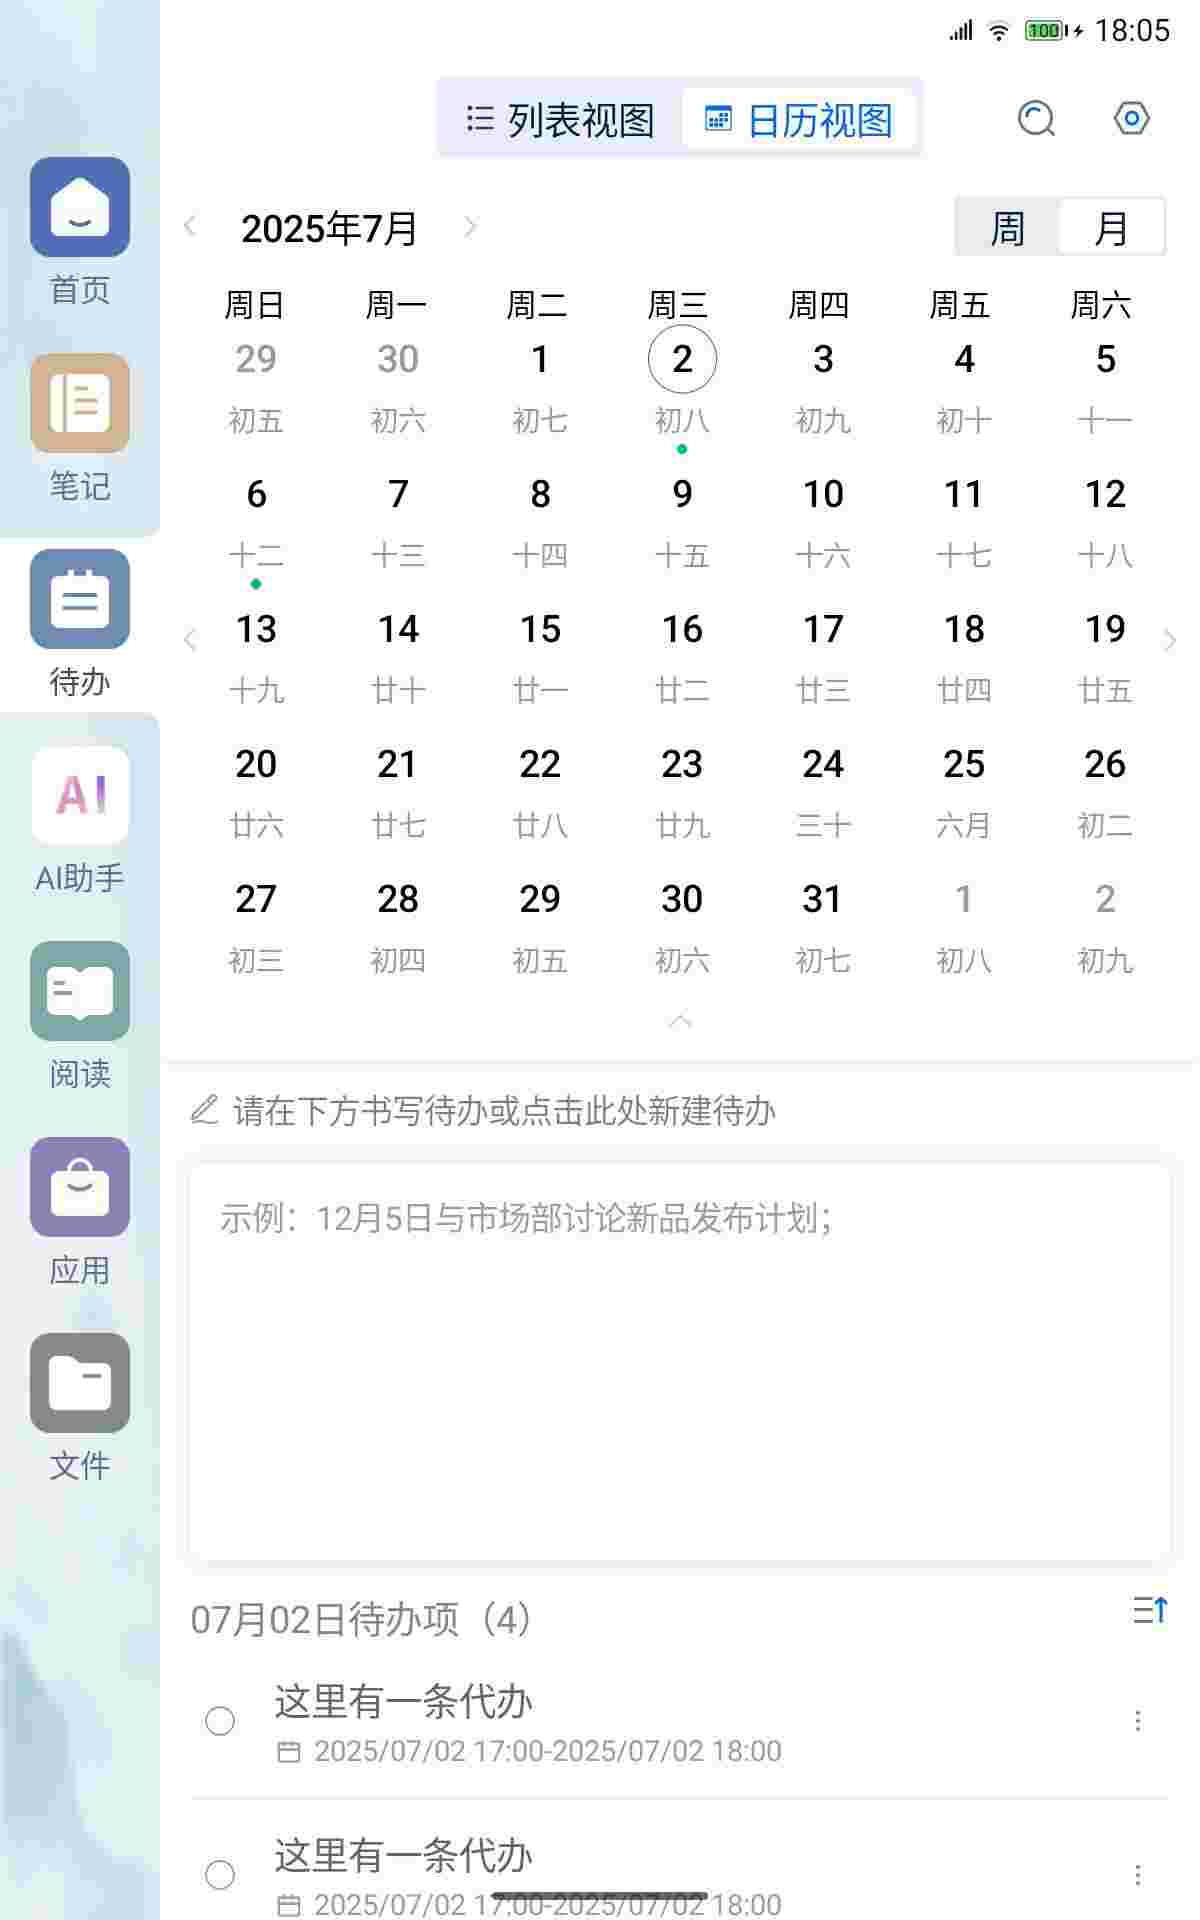 100 18:05
列表视图 日历视图
首页
笔记
待办
AI
AI助手
阅读
应用
文件
2025年7月 周 月
周日 周一 周二 周三 周四 周五 周六
29 30 1 2 3 4 5
初五 初六 初七 初八 初九 初十 十一
6 7 8 9 10 11 12
十二 十三 十四 十五 十六 十七 十八
13 14 15 16 17 18 19
十九 廿十 廿一 廿二 廿三 廿四 廿五
20 21 22 23 24 25 26
廿六 廿七 廿八 廿九 三十 六月 初二
27 28 29 30 31 1 2
初三 初四 初五 初六 初七 初八 初九
请在下方书写待办或点击此处新建待办
示例：12月5日与市场部讨论新品发布计划；
07月02日待办项（4）
这里有一条代办
2025/07/02 17:00-2025/07/02 18:00
这里有一条代办
2025/07/02 17:00-2025/07/02 18:00